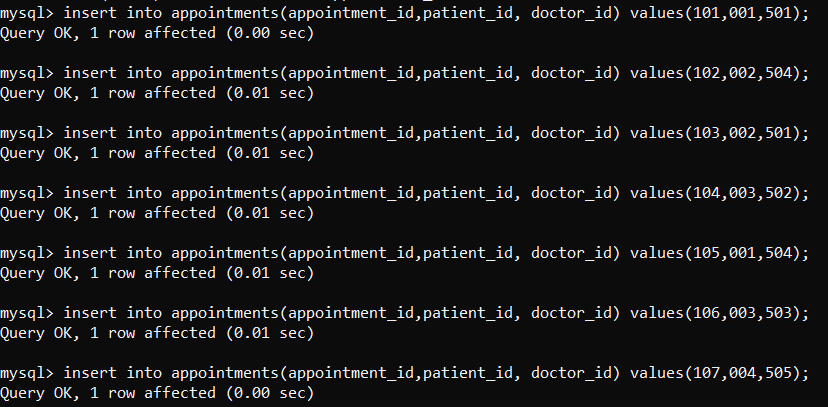 mysql> insert into appointments(appointment_id,patient_id, doctor_id) values(101,001,501);
Query OK, 1 row affected (0.00 sec)
mysql> insert into appointments(appointment_id,patient_id, doctor_id) values(102,002,504);
Query OK, 1 row affected (0.01 sec)
mysql> insert into appointments(appointment_id,patient_id, doctor_id) values(103,002,501);
Query OK, 1 row affected (0.01 sec)
mysql> insert into appointments(appointment_id,patient_id, doctor_id) values(104,003,502);
Query OK, 1 row affected (0.01 sec)
mysql> insert into appointments(appointment_id,patient_id, doctor_id) values(105,001,504);
Query OK, 1 row affected (0.01 sec)
mysql> insert into appointments(appointment_id,patient_id, doctor_id) values(106,003,503);
Query OK, 1 row affected (0.01 sec)
mysql> insert into appointments(appointment_id,patient_id, doctor_id) values(107,004,505);
Query OK, 1 row affected (0.00 sec)